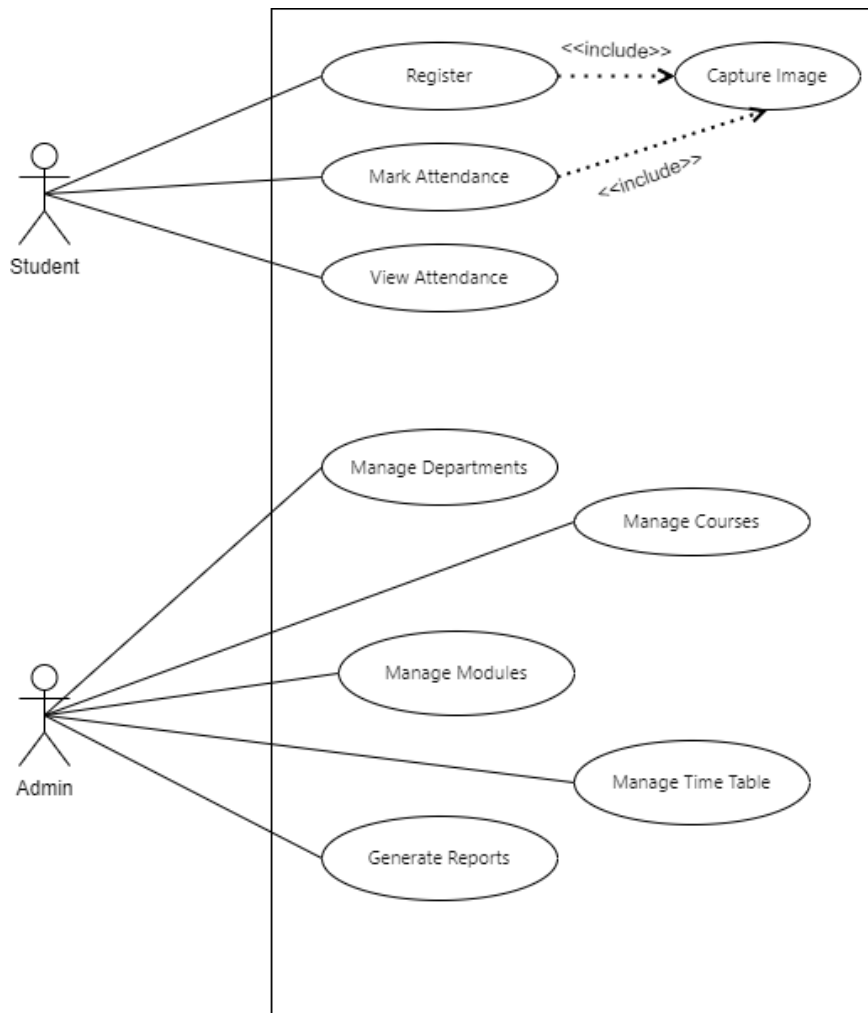 <<include>>
Register
Capture Image
Mark Attendance
<<include>>
Student
View Attendance
Manage Departments
Manage Courses
Manage Modules
Admin
Manage Time Table
Generate Reports